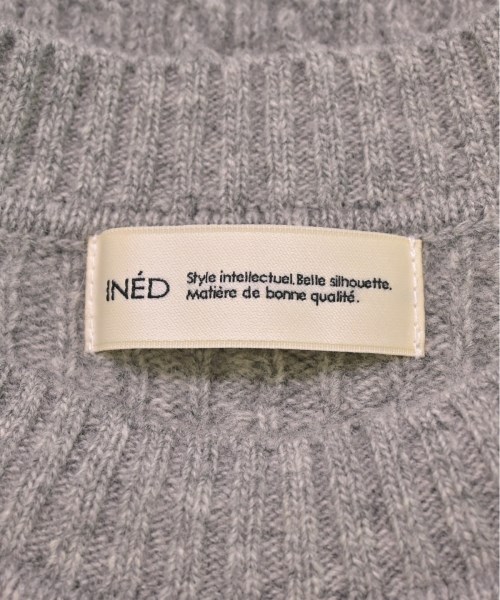 INÉD
Style intellectuel. Belle silhouette.
Matière de bonne qualité.